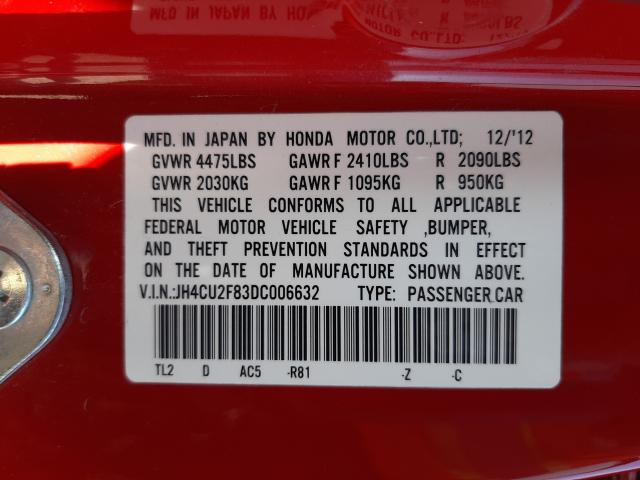 MFD. IN JAPAN BY HONDA MOTOR CO.,LTD; 12/'12
GVWR 4475LBS GAWR F 2410LBS R 2090LBS
GVWR 2030KG GAWR F 1095KG R 950KG
THIS VEHICLE CONFORMS TO ALL APPLICABLE
FEDERAL MOTOR VEHICLE SAFETY ,BUMPER,
AND THEFT PREVENTION STANDARDS IN EFFECT
ON THE DATE OF MANUFACTURE SHOWN ABOVE.
V.I.N.:JH4CU2F83DC006632 TYPE: PASSENGER CAR
TL2 D AC5 -R81 -Z -C